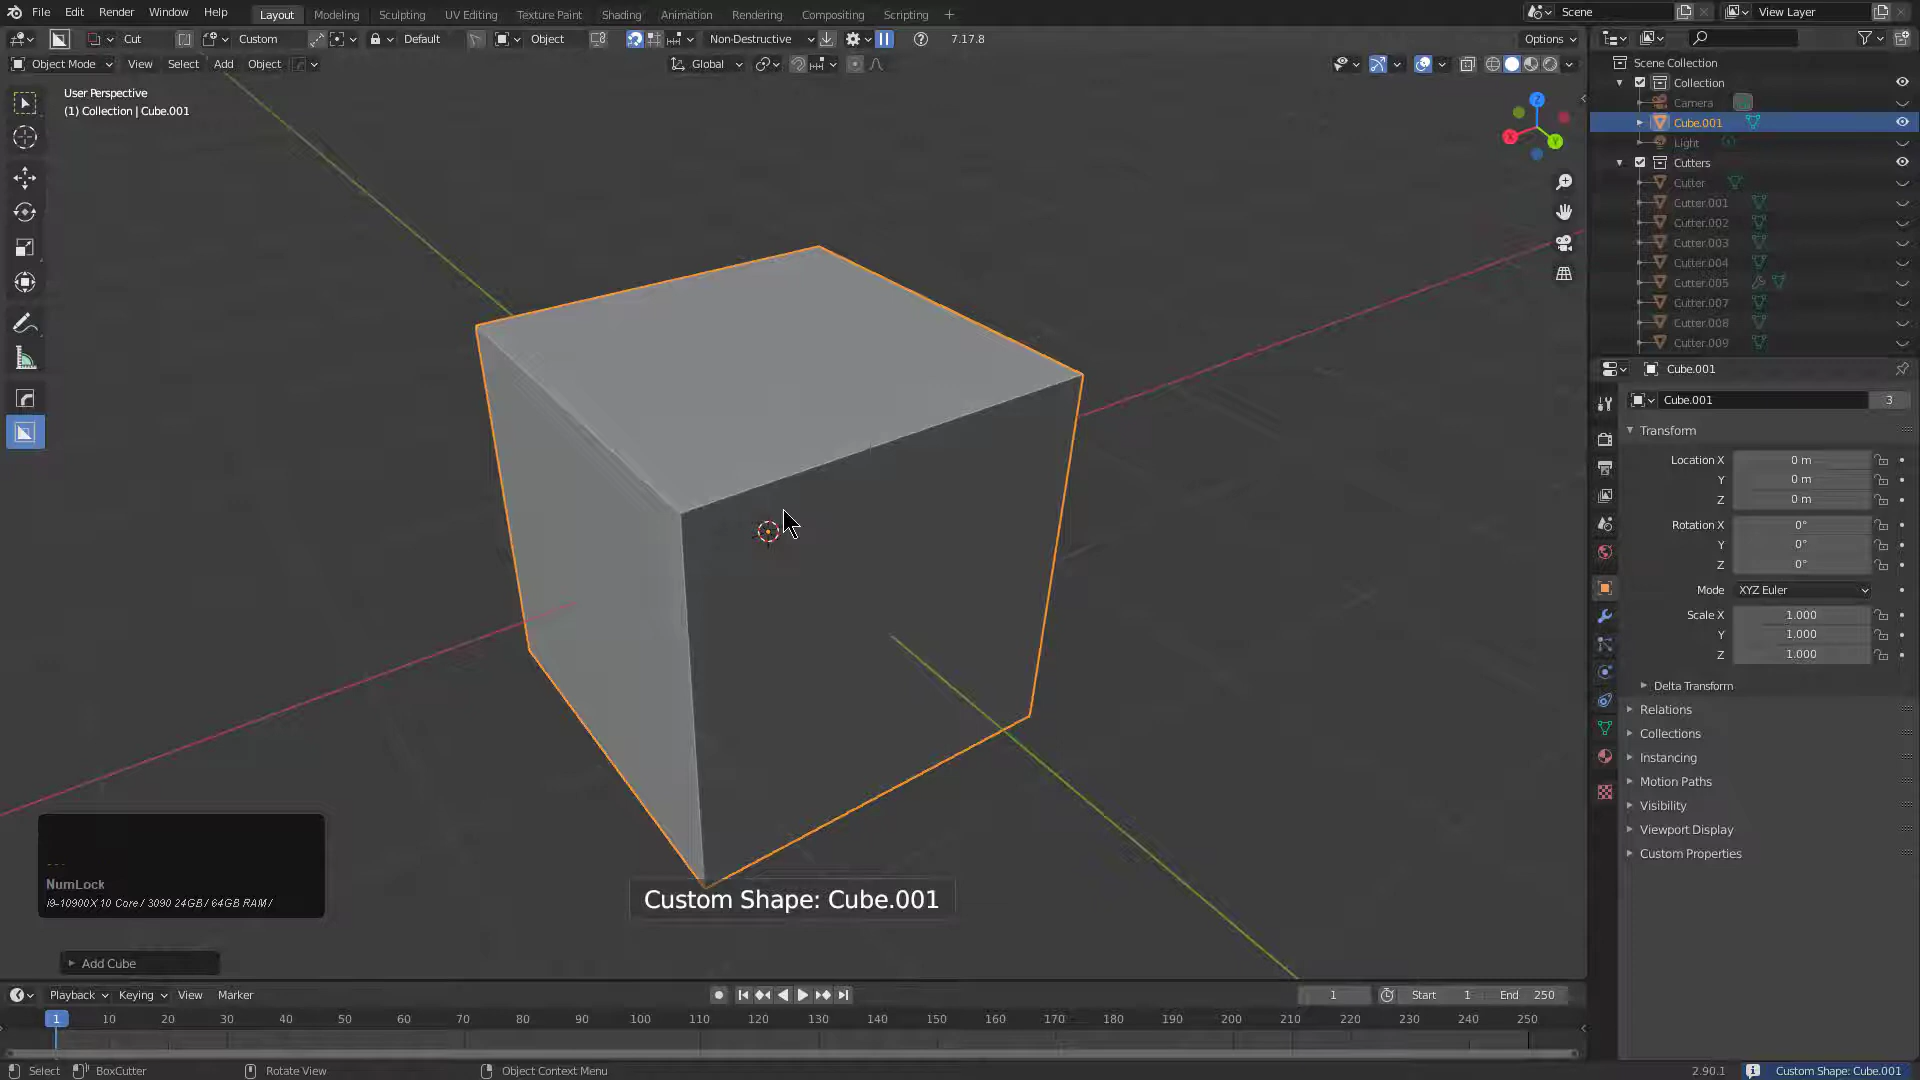 File Edit Render Window Help Layout Modeling Sculpting UV Editing Texture Paint Shading Animation Rendering Compositing Scripting + Scene View Layer
Cut Custom Default Object Non-Destructive 7.17.8 Options
Object Mode View Select Add Object Global
User Perspective
(1) Collection | Cube.001
Z
X
Y
Scene Collection
Collection
Camera
Cube.001
Light
Cutters
Cutter
Cutter.001
Cutter.002
Cutter.003
Cutter.004
Cutter.005
Cutter.007
Cutter.008
Cutter.009
Cube.001
Cube.001 3
Transform
Location X 0 m
Y 0 m
Z 0 m
Rotation X 0°
Y 0°
Z 0°
Mode XYZ Euler
Scale X 1.000
Y 1.000
Z 1.000
Delta Transform
Relations
Collections
Instancing
Motion Paths
Visibility
Viewport Display
Custom Properties
---
NumLock
i9-10900X 10 Core / 3090 24GB / 64GB RAM /
Custom Shape: Cube.001
Add Cube
Playback Keying View Marker 1 Start 1 End 250
1 10 20 30 40 50 60 70 80 90 100 110 120 130 140 150 160 170 180 190 200 210 220 230 240 250
Select BoxCutter Rotate View Object Context Menu 2.90.1 Custom Shape: Cube.001